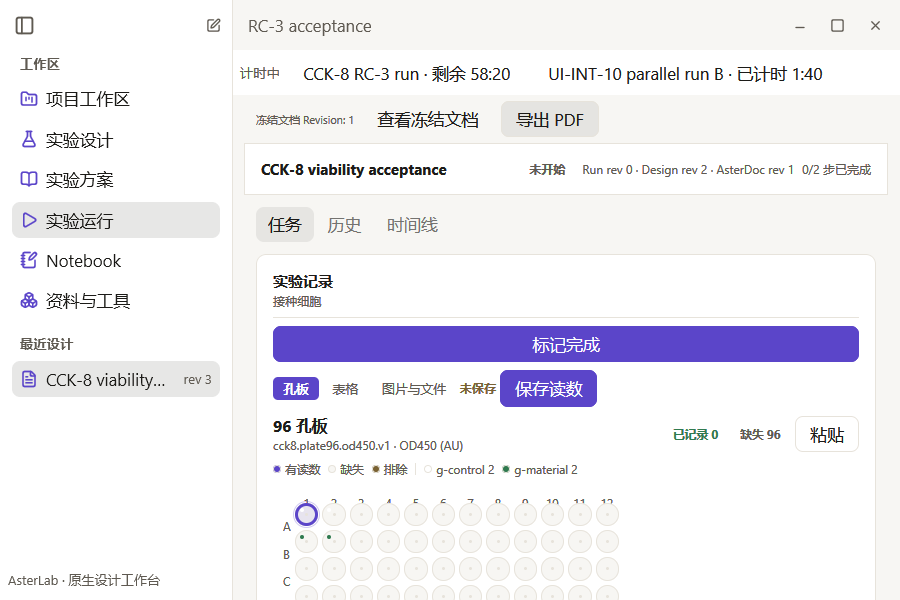 RC-3 acceptance
工作区
项目工作区
实验设计
实验方案
实验运行
Notebook
资料与工具
最近设计
CCK-8 viability... rev 3
AsterLab · 原生设计工作台
计时中 CCK-8 RC-3 run · 剩余 58:20 UI-INT-10 parallel run B · 已计时 1:40
冻结文档 Revision: 1 查看冻结文档 导出 PDF
CCK-8 viability acceptance 未开始 Run rev 0 · Design rev 2 · AsterDoc rev 1 0/2 步已完成
任务 历史 时间线
实验记录
接种细胞
标记完成
孔板 表格 图片与文件 未保存 保存读数
96 孔板 已记录 0 缺失 96 粘贴
cck8.plate96.od450.v1 · OD450 (AU)
有读数 缺失 排除 g-control 2 g-material 2
1 2 3 4 5 6 7 8 9 10 11 12
A
B
C